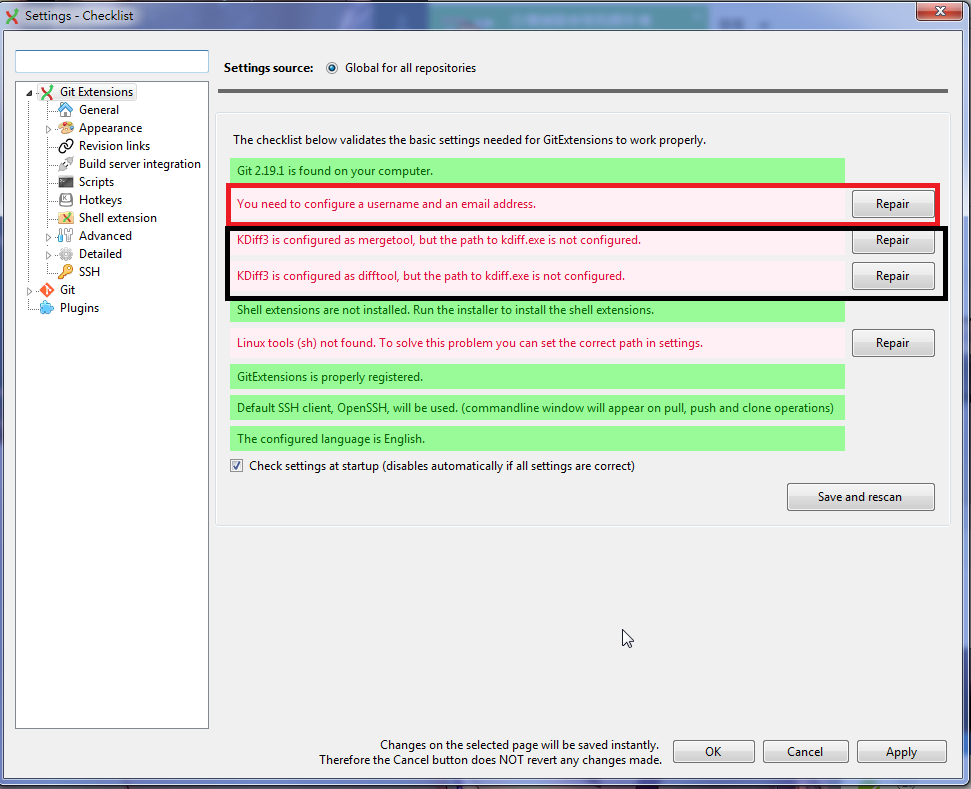 Settings - Checklist
Settings source: Global for all repositories
Git Extensions
General
Appearance
Revision links
Build server integration
Scripts
Hotkeys
Shell extension
Advanced
Detailed
SSH
Git
Plugins
The checklist below validates the basic settings needed for GitExtensions to work properly.
Git 2.19.1 is found on your computer.
You need to configure a username and an email address. Repair
KDiff3 is configured as mergetool, but the path to kdiff.exe is not configured. Repair
KDiff3 is configured as difftool, but the path to kdiff.exe is not configured. Repair
Shell extensions are not installed. Run the installer to install the shell extensions.
Linux tools (sh) not found. To solve this problem you can set the correct path in settings. Repair
GitExtensions is properly registered.
Default SSH client, OpenSSH, will be used. (commandline window will appear on pull, push and clone operations)
The configured language is English.
Check settings at startup (disables automatically if all settings are correct)
Save and rescan
Changes on the selected page will be saved instantly.
Therefore the Cancel button does NOT revert any changes made.
OK Cancel Apply